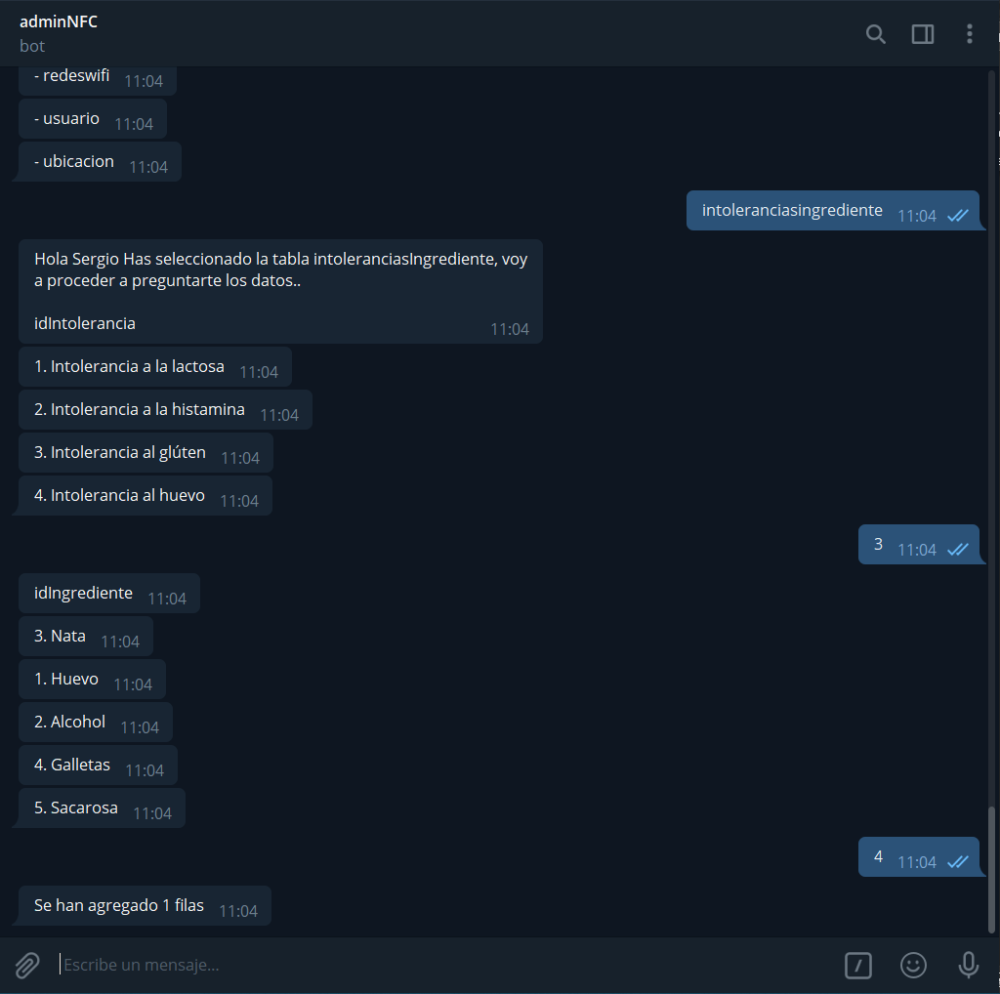 adminNFC
bot
- redeswifi 11:04
- usuario 11:04
- ubicacion 11:04
intoleranciasingrediente 11:04
Hola Sergio Has seleccionado la tabla intoleranciasIngrediente, voy
a proceder a preguntarte los datos..
idIntolerancia 11:04
1. Intolerancia a la lactosa 11:04
2. Intolerancia a la histamina 11:04
3. Intolerancia al glúten 11:04
4. Intolerancia al huevo 11:04
3 11:04
idIngrediente 11:04
3. Nata 11:04
1. Huevo 11:04
2. Alcohol 11:04
4. Galletas 11:04
5. Sacarosa 11:04
4 11:04
Se han agregado 1 filas 11:04
Escribe un mensaje...